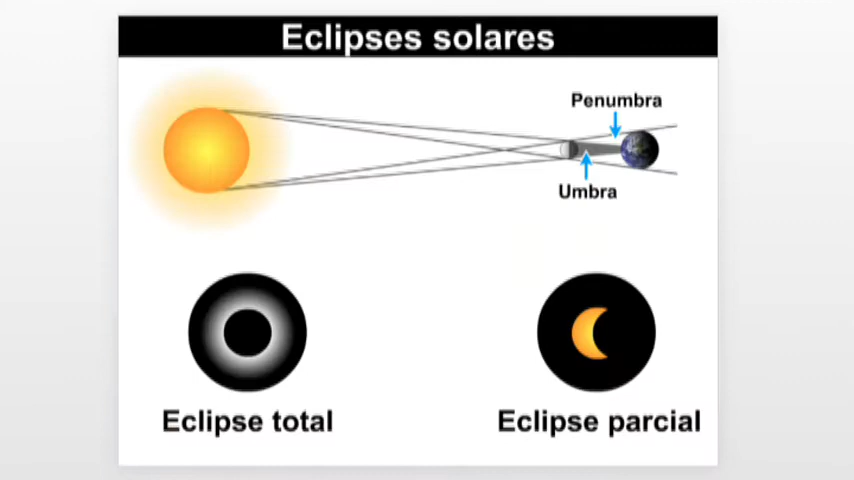 Eclipses solares
Penumbra
Umbra
Eclipse total
Eclipse parcial